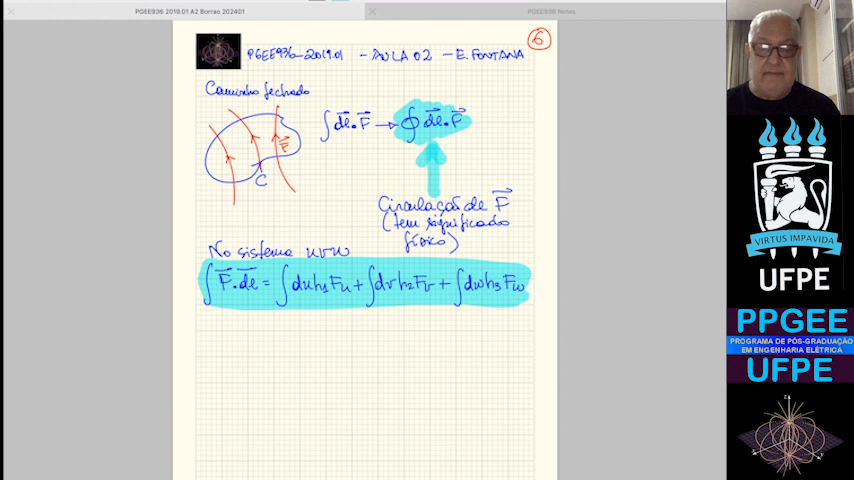 PGEE936 2019.01 A2 Borrao 202401
PGEE936 Notes
6
PGEE936-2019.01 - AULA 02 - E. FONTANA
Caminho fechado
∫ dl⃗ . F⃗ → ∮ dl⃗ . F⃗
F⃗
C
Circulação de F⃗
(tem significado
físico)
No sistema uvw
∫ F⃗ . dl⃗ = ∫ du h₁ Fu + ∫ dv h₂ Fv + ∫ dw h₃ Fw
VIRTUS IMPAVIDA
UFPE
PPGEE
PROGRAMA DE PÓS-GRADUAÇÃO
EM ENGENHARIA ELÉTRICA
UFPE